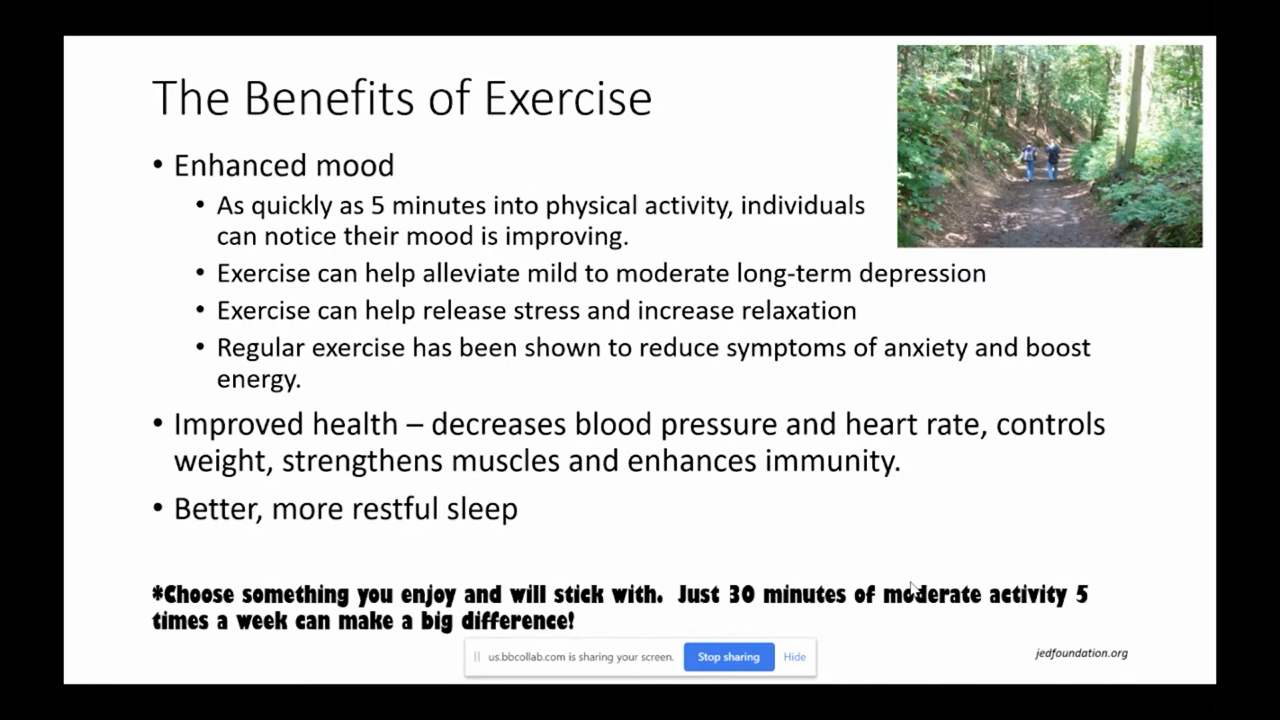 The Benefits of Exercise
• Enhanced mood
• As quickly as 5 minutes into physical activity, individuals
can notice their mood is improving.
• Exercise can help alleviate mild to moderate long-term depression
• Exercise can help release stress and increase relaxation
• Regular exercise has been shown to reduce symptoms of anxiety and boost
energy.
• Improved health – decreases blood pressure and heart rate, controls
weight, strengthens muscles and enhances immunity.
• Better, more restful sleep
*Choose something you enjoy and will stick with. Just 30 minutes of moderate activity 5
times a week can make a big difference!
us.bbcollab.com is sharing your screen. Stop sharing Hide
jedfoundation.org